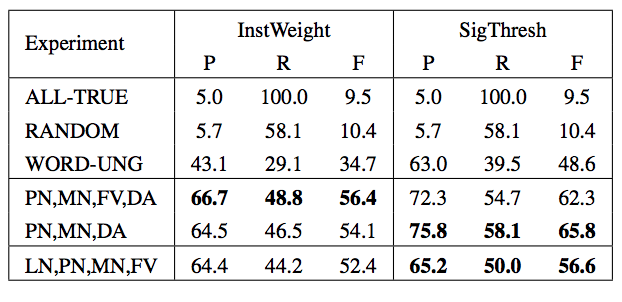 Experiment InstWeight SigThresh
P R F P R F
ALL-TRUE 5.0 100.0 9.5 5.0 100.0 9.5
RANDOM 5.7 58.1 10.4 5.7 58.1 10.4
WORD-UNG 43.1 29.1 34.7 63.0 39.5 48.6
PN,MN,FV,DA 66.7 48.8 56.4 72.3 54.7 62.3
PN,MN,DA 64.5 46.5 54.1 75.8 58.1 65.8
LN,PN,MN,FV 64.4 44.2 52.4 65.2 50.0 56.6